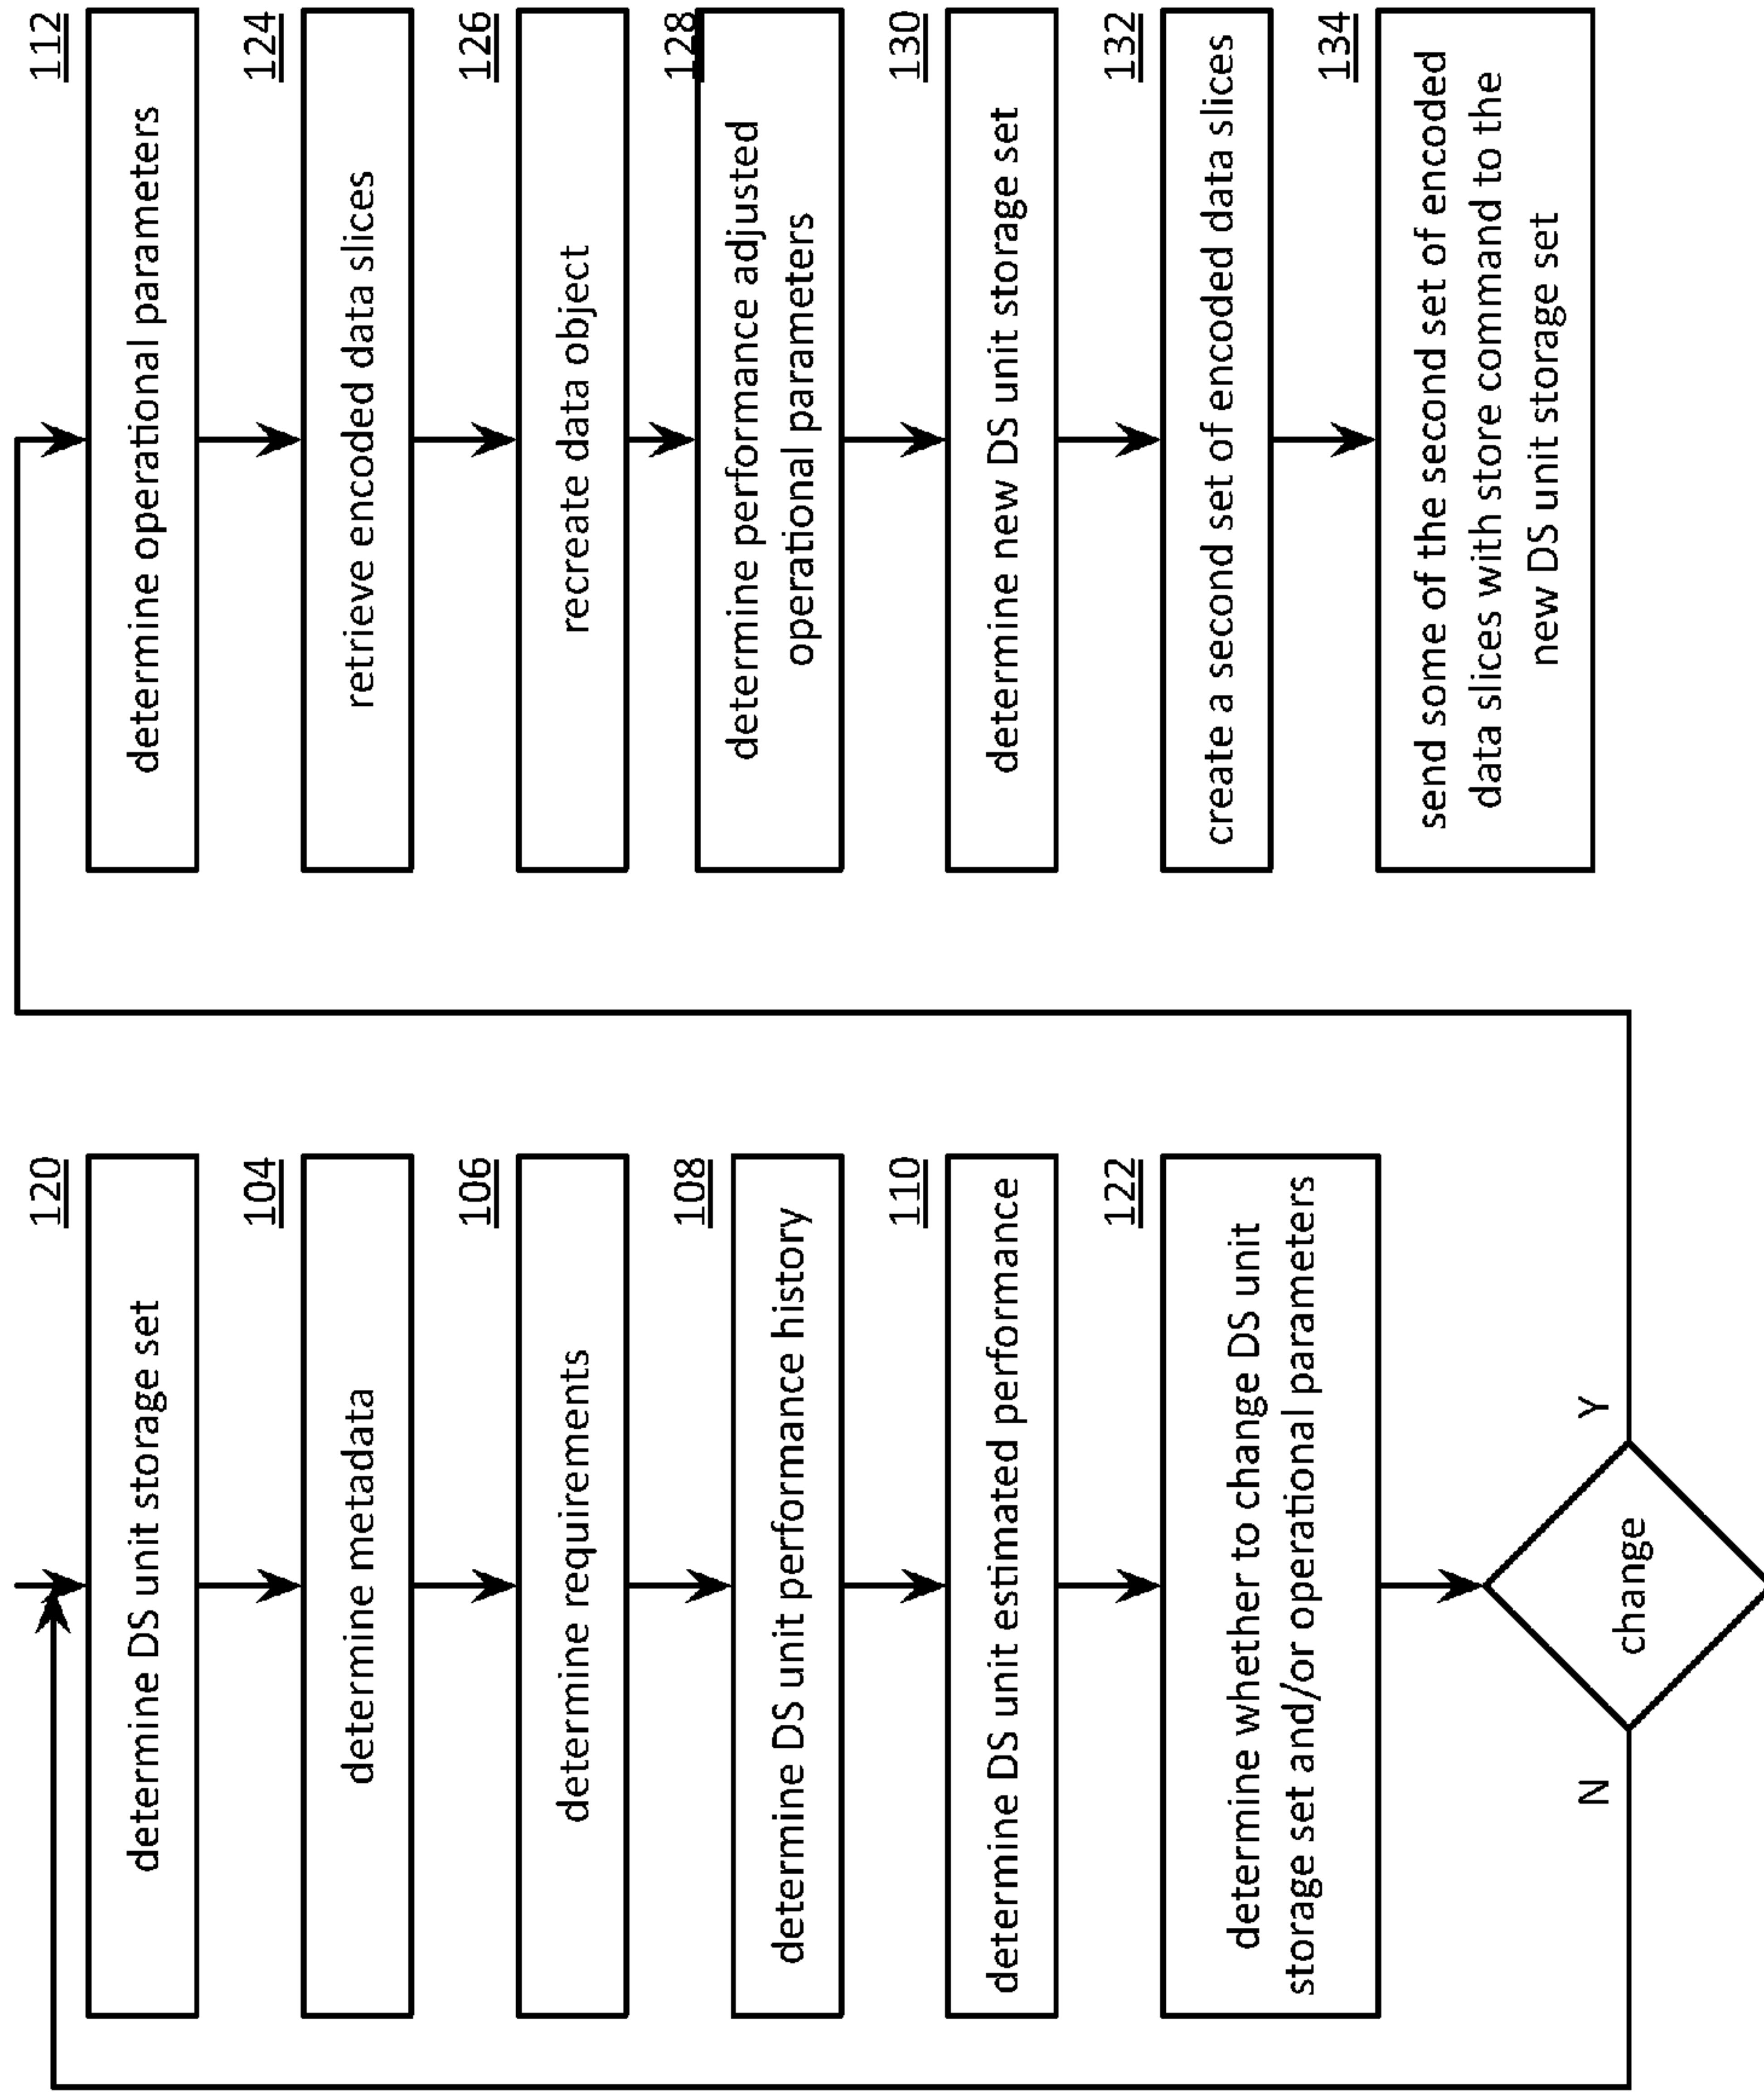 120
determine DS unit storage set
104
determine metadata
106
determine requirements
108
determine DS unit performance history
110
determine DS unit estimated performance
122
determine whether to change DS unit
storage set and/or operational parameters
change
N
Y
112
determine operational parameters
124
retrieve encoded data slices
126
recreate data object
128
determine performance adjusted
operational parameters
130
determine new DS unit storage set
132
create a second set of encoded data slices
134
send some of the second set of encoded
data slices with store command to the
new DS unit storage set